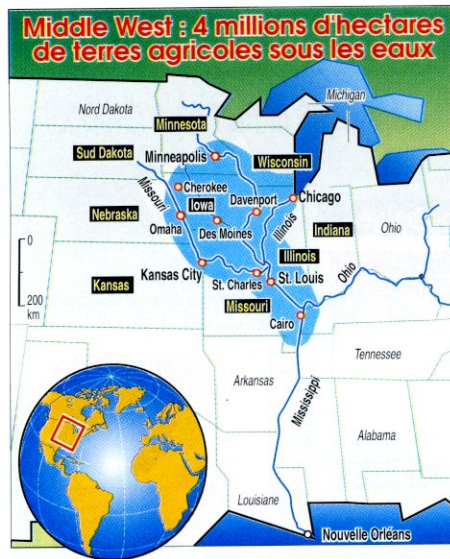 Middle West : 4 millions d'hectares
de terres agricoles sous les eaux
Michigan
Nord Dakota
Minnesota
Sud Dakota
Minneapolis
Wisconsin
Cherokee
Missouri
Davenport
Chicago
Iowa
Nebraska
Illinois
Indiana
Ohio
Omaha
Des Moines
0
Illinois
Kansas City
Ohio
Kansas
St. Charles
St. Louis
200
km
Missouri
Cairo
Tennessee
Arkansas
Mississippi
Alabama
Louisiane
Nouvelle Orléans